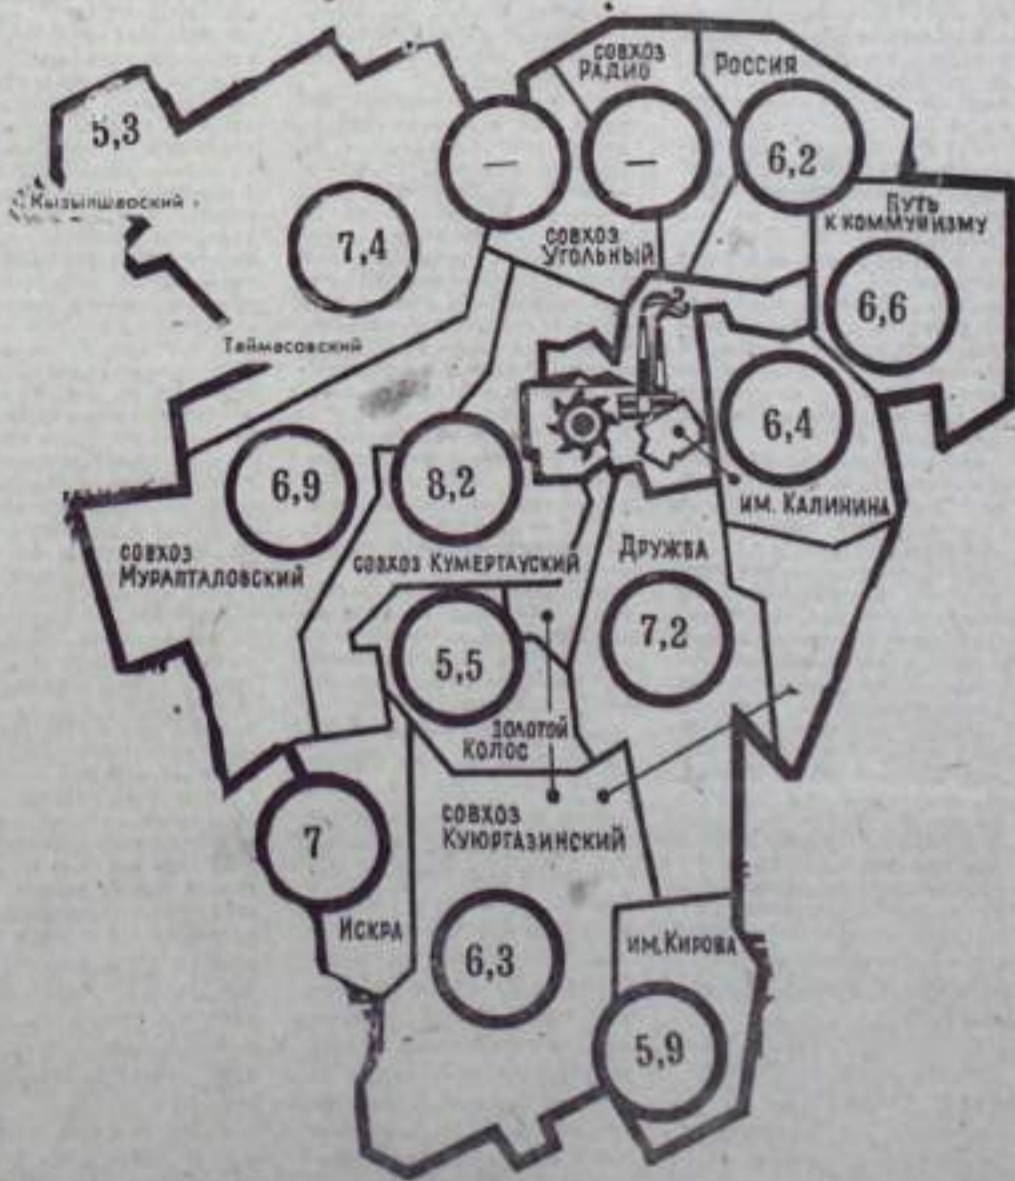 СОВХОЗ
РАДИО
РОССИЯ
5,3
—
—
6,2
Кызылшаоский
7,4
СОВХОЗ
УГОЛЬНЫЙ
ПУТЬ
К КОММУНИЗМУ
6,6
Таймасовский
6,4
6,9
8,2
ИМ. КАЛИНИНА
СОВХОЗ
МУРАПТАЛОВСКИЙ
СОВХОЗ КУМЕРТАУСКИЙ
ДРУЖБА
5,5
7,2
ЗОЛОТОЙ
КОЛОС
СОВХОЗ
КУЮРГАЗИНСКИЙ
7
ИСКРА
6,3
ИМ. КИРОВА
5,9